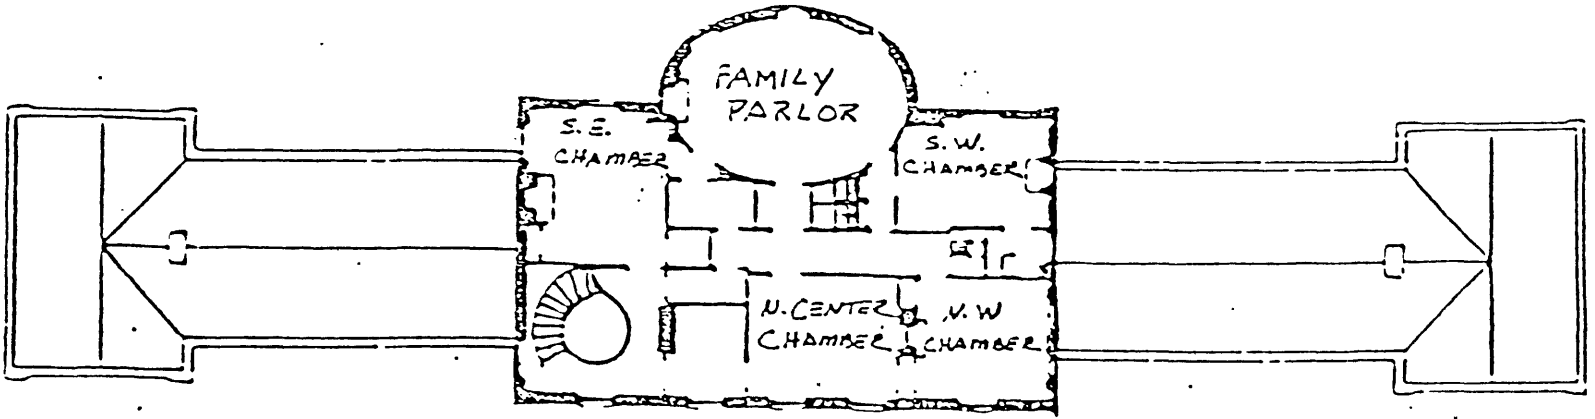 FAMILY
PARLOR
S.E.
CHAMBER
S.W.
CHAMBER
N. CENTER
CHAMBER
N.W
CHAMBER